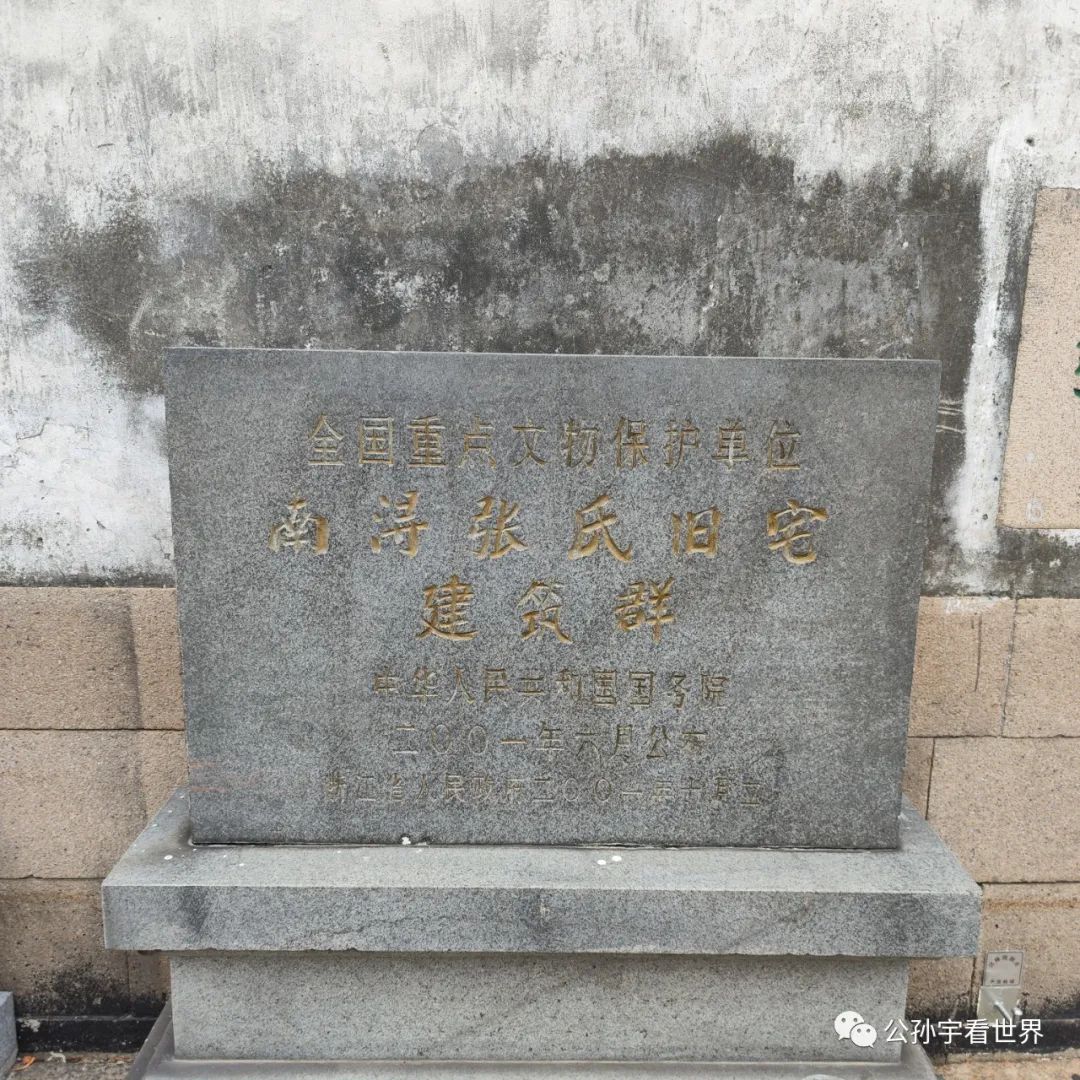 全国重点文物保护单位
南浔张氏旧宅
建筑群
中华人民共和国国务院
二〇〇一年六月公布
浙江省人民政府二〇〇二年十月立
公孙宇看世界